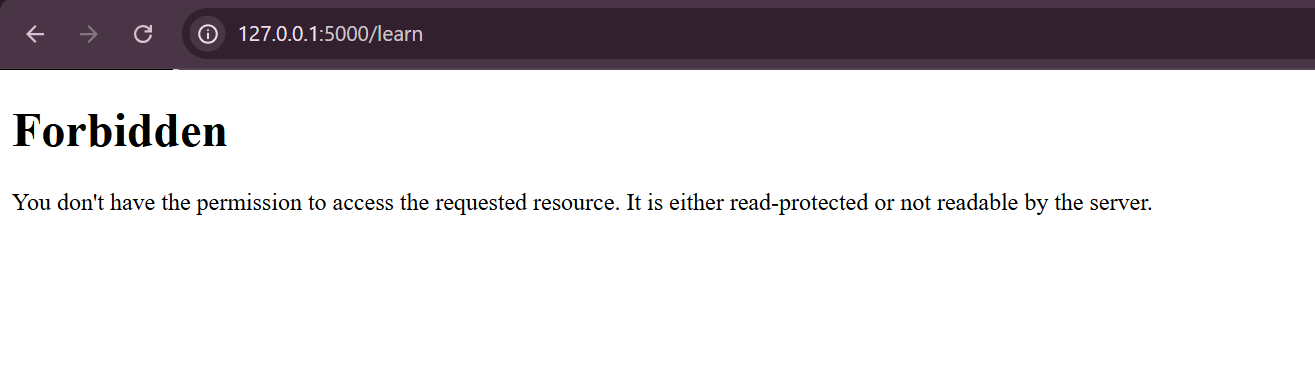 127.0.0.1:5000/learn
Forbidden
You don't have the permission to access the requested resource. It is either read-protected or not readable by the server.